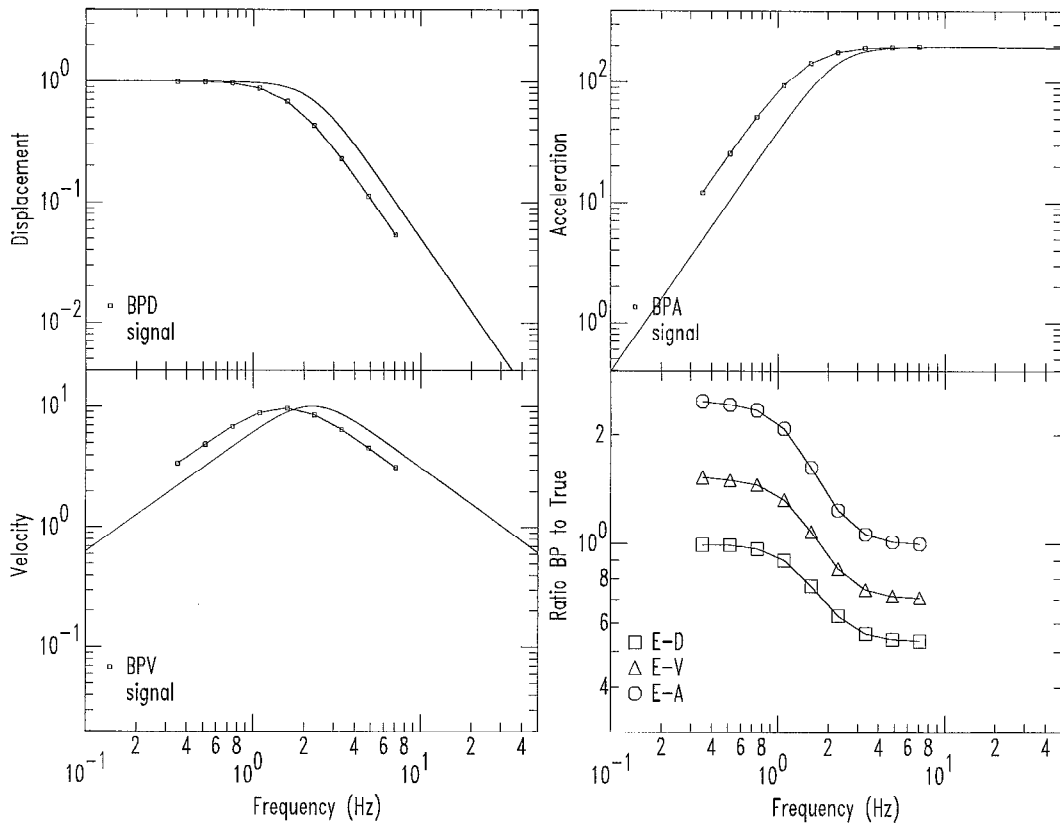 10^0
10^-1
10^-2
Displacement
BPD
signal
10^2
10^1
10^0
Acceleration
BPA
signal
10^1
10^0
10^-1
Velocity
BPV
signal
2
10^0
8
6
4
Ratio BP to True
E-D
E-V
E-A
10^-1 2 4 6 8 10^0 2 4 6 8 10^1 2 4
Frequency (Hz)
10^-1 2 4 6 8 10^0 2 4 6 8 10^1 2 4
Frequency (Hz)